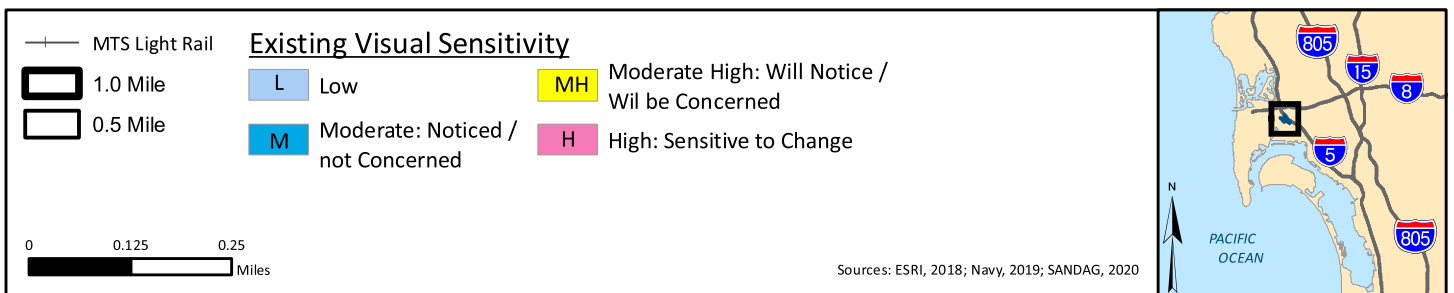 MTS Light Rail
1.0 Mile
0.5 Mile
Existing Visual Sensitivity
L Low
M Moderate: Noticed /
not Concerned
MH Moderate High: Will Notice /
Wil be Concerned
H High: Sensitive to Change
0 0.125 0.25
Miles
Sources: ESRI, 2018; Navy, 2019; SANDAG, 2020
805
15
8
5
N
PACIFIC
OCEAN
805